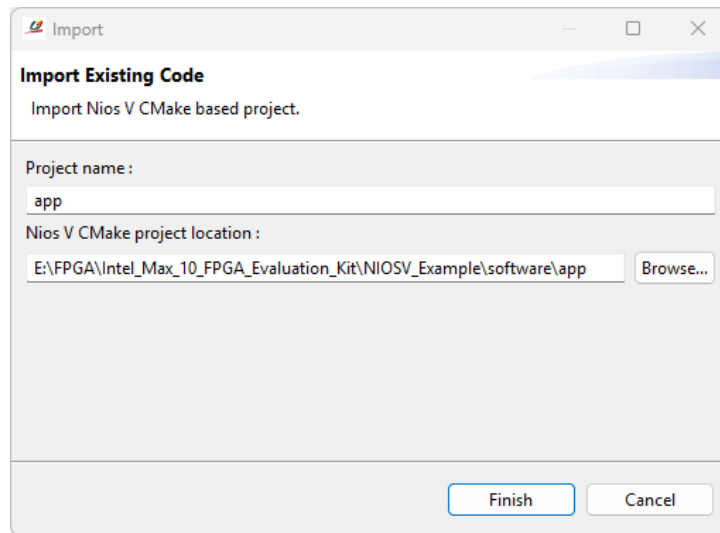 Import
Import Existing Code
Import Nios V CMake based project.
Project name :
app
Nios V CMake project location :
E:\FPGA\Intel_Max_10_FPGA_Evaluation_Kit\NIOSV_Example\software\app
Browse...
Finish
Cancel